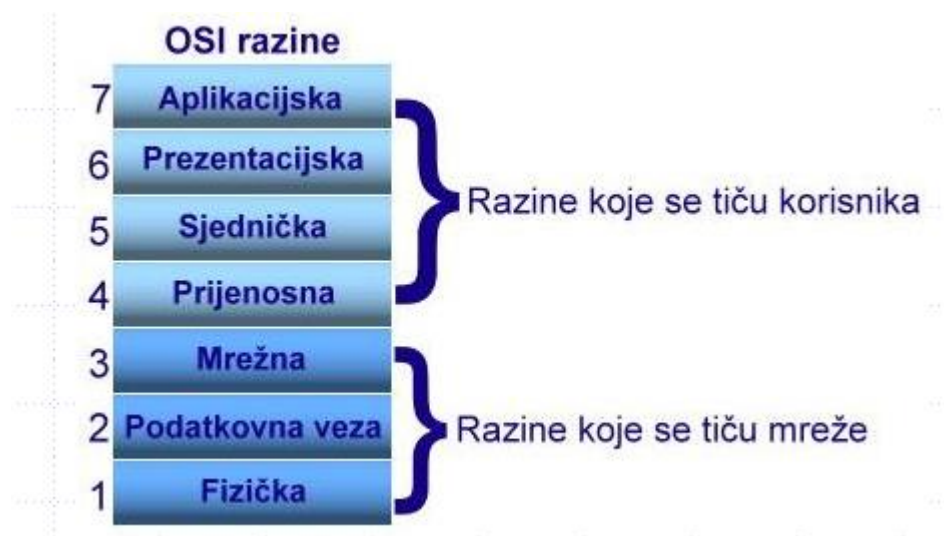 OSI razine
7 Aplikacijska
6 Prezentacijska
5 Sjednička
4 Prijenosna
Razine koje se tiču korisnika
3 Mrežna
2 Podatkovna veza
1 Fizička
Razine koje se tiču mreže